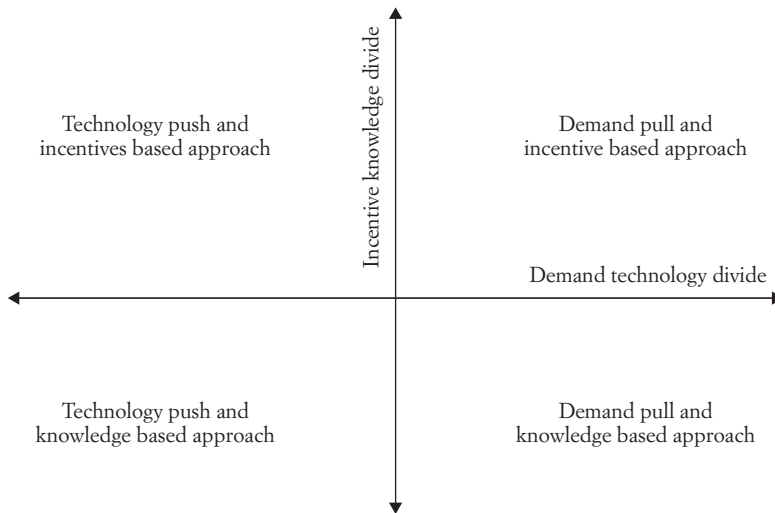 Incentive knowledge divide
Technology push and
incentives based approach
Demand pull and
incentive based approach
Demand technology divide
Technology push and
knowledge based approach
Demand pull and
knowledge based approach